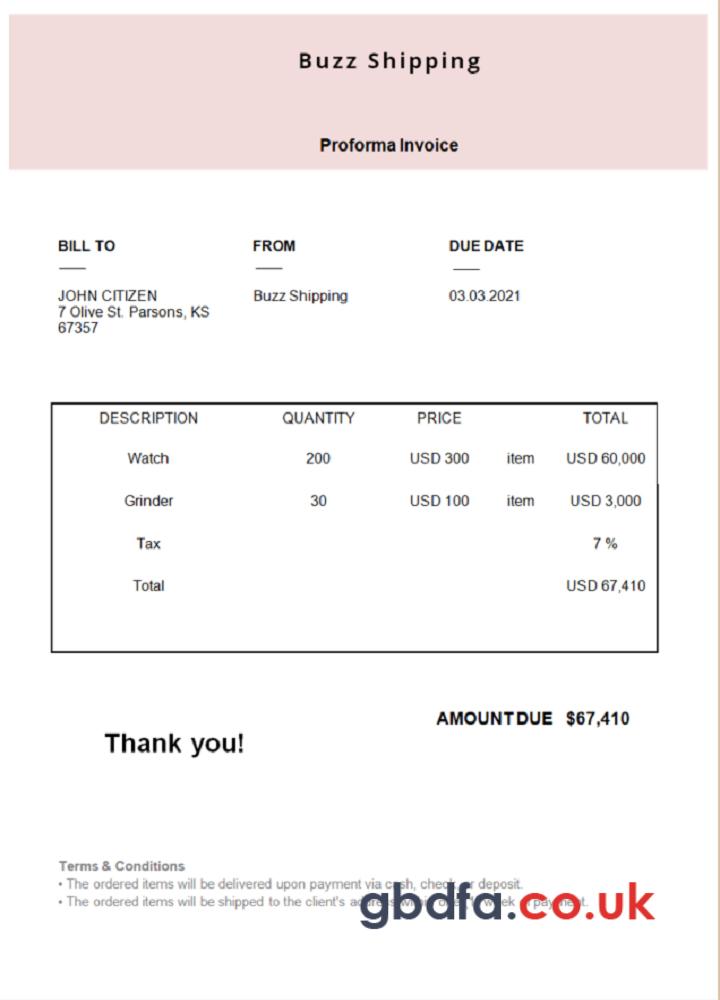 Buzz Shipping
Proforma Invoice
BILL TO
FROM
DUE DATE
JOHN CITIZEN
7 Olive St. Parsons, KS
67357
Buzz Shipping
03.03.2021
DESCRIPTION QUANTITY PRICE TOTAL
Watch 200 USD 300 item USD 60,000
Grinder 30 USD 100 item USD 3,000
Tax 7 %
Total USD 67,410
AMOUNT DUE $67,410
Thank you!
Terms & Conditions
• The ordered items will be delivered upon payment via cash, check, or deposit.
• The ordered items will be shipped to the client's week
gbdfa.co.uk